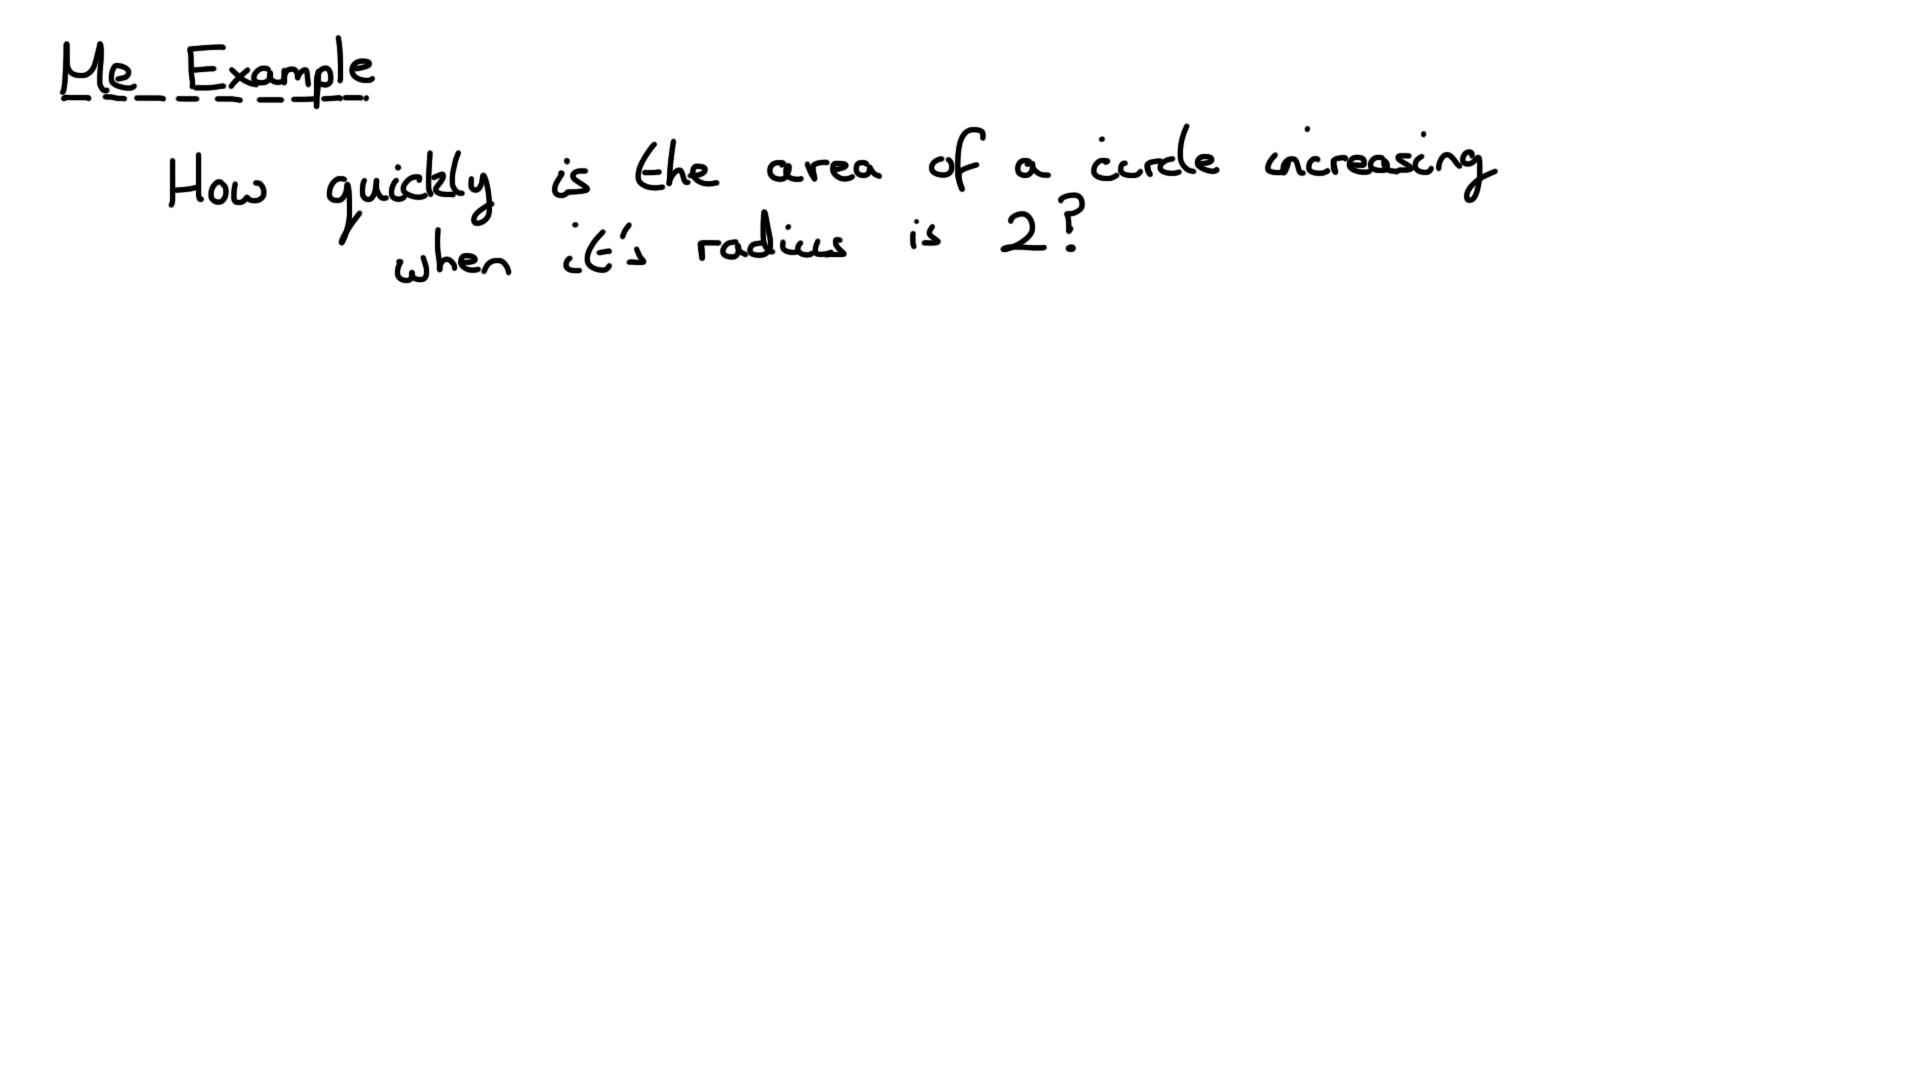 Me Example
How quickly is the area of a circle increasing
when it's radius is 2?